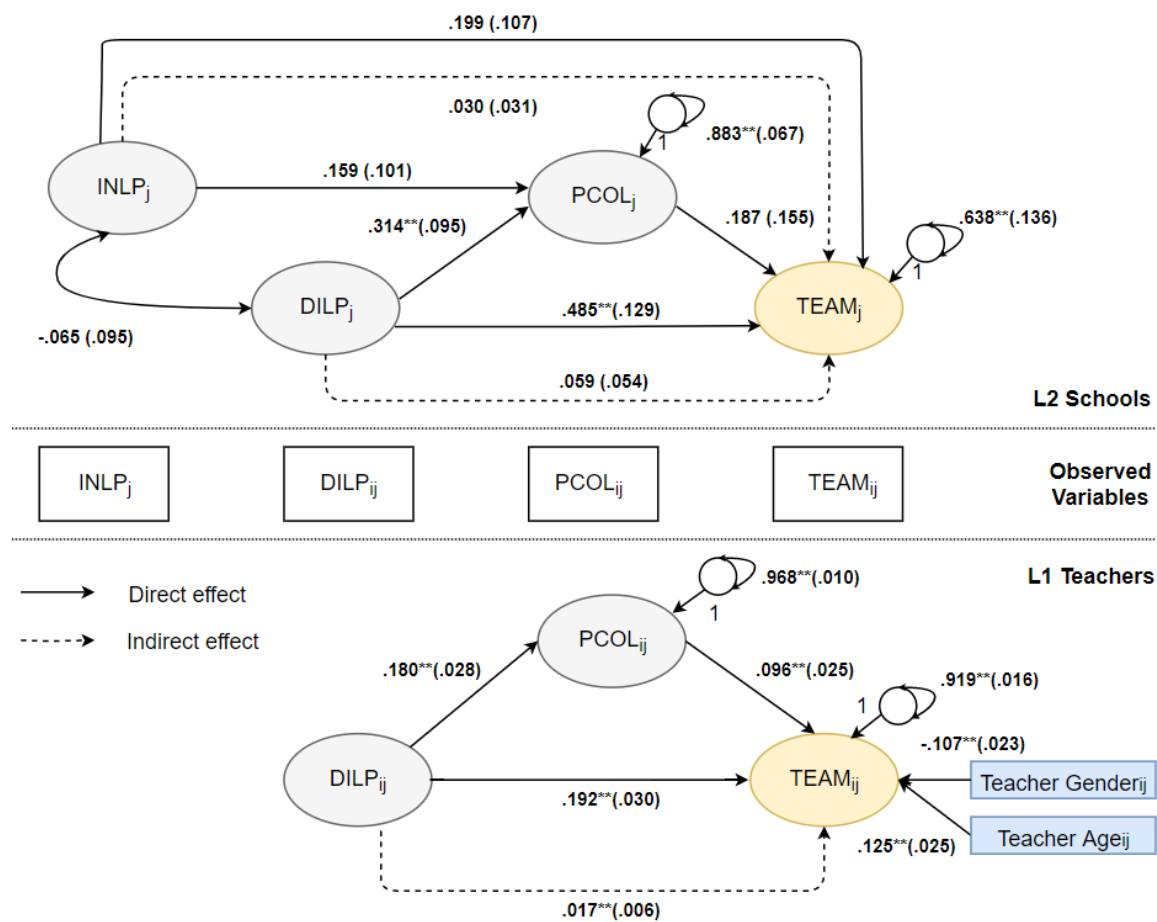 .199 (.107)
.030 (.031)
.883**(.067)
1
INLPj
.159 (.101)
PCOLj
.314**(.095)
.187 (.155)
.638**(.136)
1
DILPj
TEAMj
.485**(.129)
-.065 (.095)
.059 (.054)
L2 Schools
INLPj
DILPij
PCOLij
TEAMij
Observed
Variables
.968**(.010)
L1 Teachers
Direct effect
1
Indirect effect
PCOLij
.180**(.028)
.096**(.025)
.919**(.016)
1
-.107**(.023)
DILPij
TEAMij
Teacher Genderij
.192**(.030)
Teacher Ageij
.125**(.025)
.017**(.006)